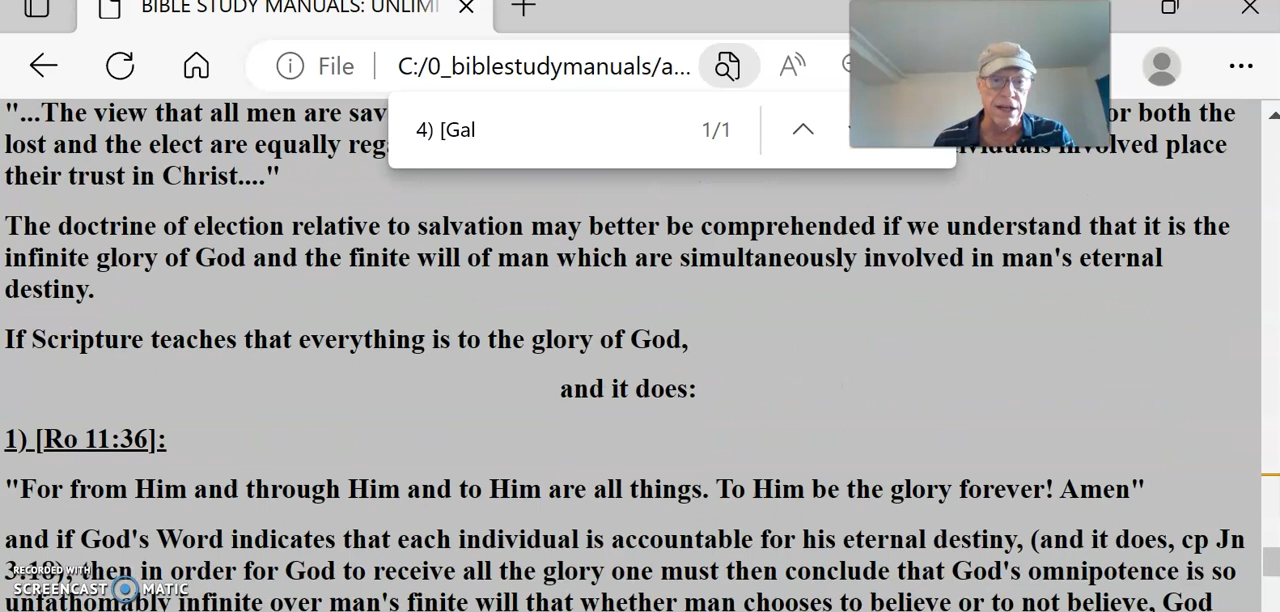 BIBLE STUDY MANUALS: UNLIMI
File C:/0_biblestudymanuals/a...
4) [Gal 1/1
"...The view that all men are sav or both the
lost and the elect are equally reg involved place
their trust in Christ...."
The doctrine of election relative to salvation may better be comprehended if we understand that it is the
infinite glory of God and the finite will of man which are simultaneously involved in man's eternal
destiny.
If Scripture teaches that everything is to the glory of God,
and it does:
1) [Ro 11:36]:
"For from Him and through Him and to Him are all things. To Him be the glory forever! Amen"
and if God's Word indicates that each individual is accountable for his eternal destiny, (and it does, cp Jn
then in order for God to receive all the glory one must then conclude that God's omnipotence is so
unfathomably infinite over man's finite will that whether man chooses to believe or to not believe, God
RECORDED WITH
SCREENCAST MATIC